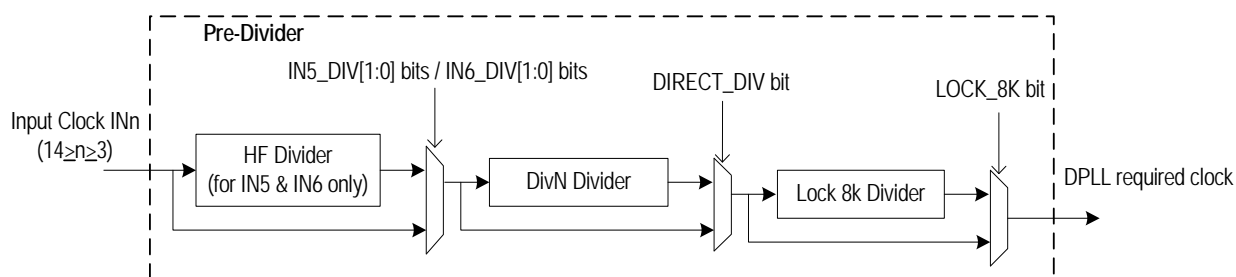 Pre-Divider
IN5_DIV[1:0] bits / IN6_DIV[1:0] bits
DIRECT_DIV bit
LOCK_8K bit
Input Clock INn
(14≥n≥3)
HF Divider
(for IN5 & IN6 only)
DivN Divider
Lock 8k Divider
DPLL required clock